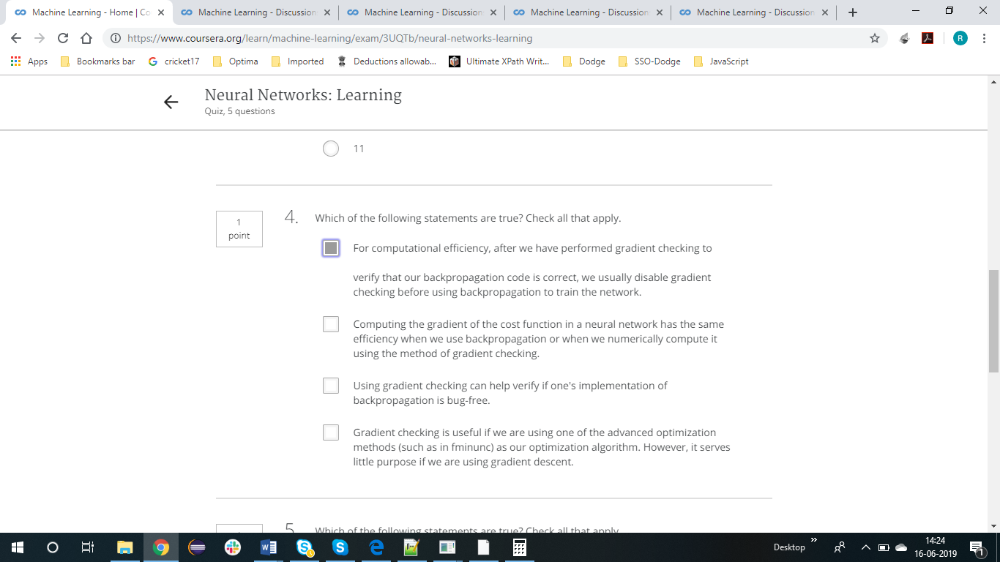 Machine Learning - Home | Co
Machine Learning - Discussion
Machine Learning - Discussion
Machine Learning - Discussion
Machine Learning - Discussion
https://www.coursera.org/learn/machine-learning/exam/3UQTb/neural-networks-learning
R
Apps
Bookmarks bar
cricket17
Optima
Imported
Deductions allowab...
Ultimate XPath Writ...
Dodge
SSO-Dodge
JavaScript
Neural Networks: Learning
Quiz, 5 questions
11
1
point
4.
Which of the following statements are true? Check all that apply.
For computational efficiency, after we have performed gradient checking to
verify that our backpropagation code is correct, we usually disable gradient
checking before using backpropagation to train the network.
Computing the gradient of the cost function in a neural network has the same
efficiency when we use backpropagation or when we numerically compute it
using the method of gradient checking.
Using gradient checking can help verify if one's implementation of
backpropagation is bug-free.
Gradient checking is useful if we are using one of the advanced optimization
methods (such as in fminunc) as our optimization algorithm. However, it serves
little purpose if we are using gradient descent.
5
Which of the following statements are true? Check all that apply.
Desktop
14:24
16-06-2019
1